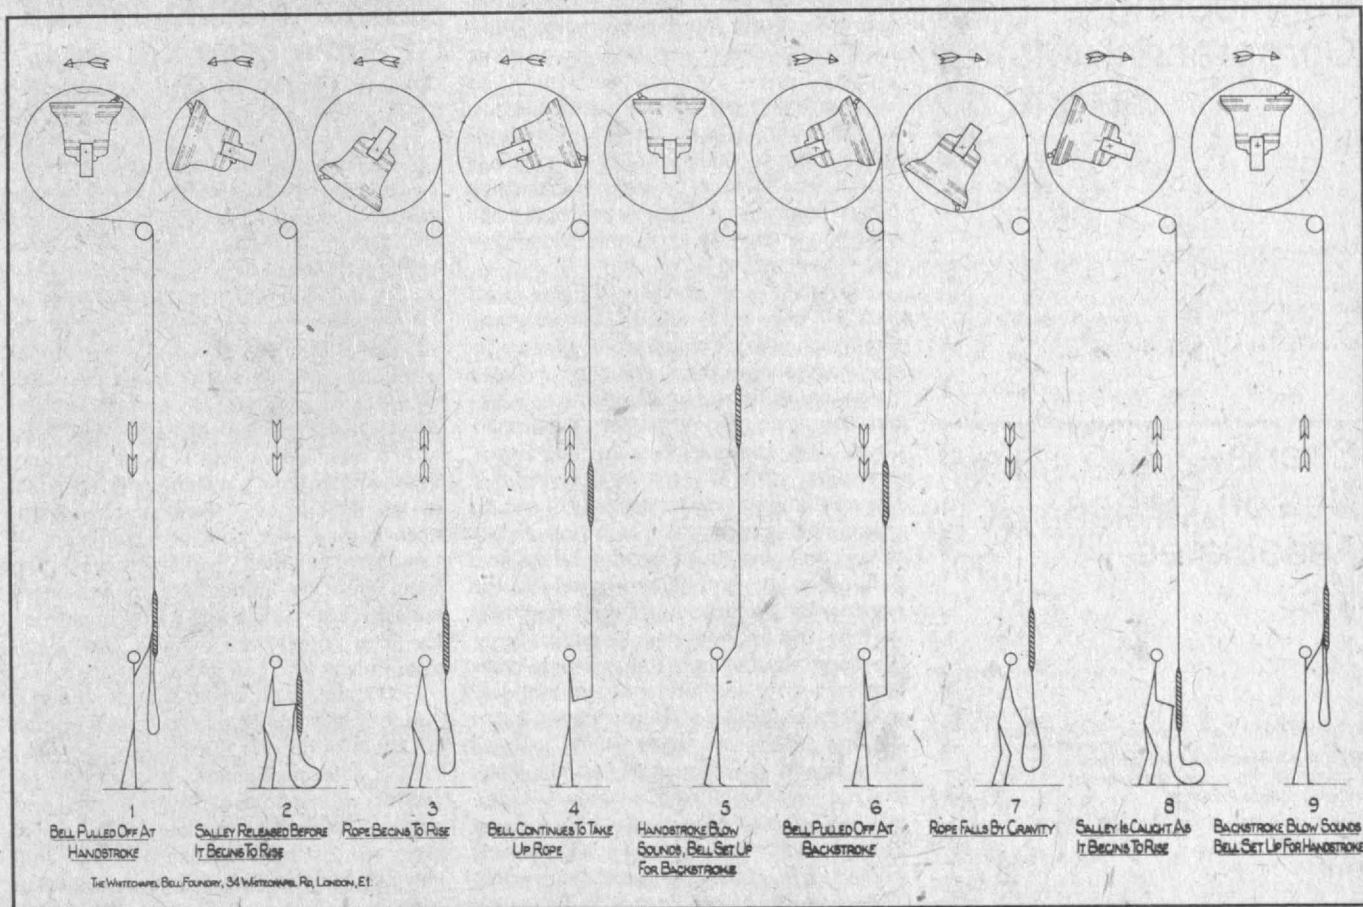 1
BELL PULLED OFF AT
HANDSTROKE
2
SALLEY RELEASED BEFORE
IT BEGINS TO RISE
3
ROPE BEGINS TO RISE
4
BELL CONTINUES TO TAKE
UP ROPE
5
HANDSTROKE BLOW
SOUNDS, BELL SET UP
FOR BACKSTROKE
6
BELL PULLED OFF AT
BACKSTROKE
7
ROPE FALLS BY GRAVITY
8
SALLEY IS CAUGHT AS
IT BEGINS TO RISE
9
BACKSTROKE BLOW SOUNDS
BELL SET UP FOR HANDSTROKE
THE WHITECHAPEL BELL FOUNDRY, 34 WHITECHAPEL RD, LONDON, E.1